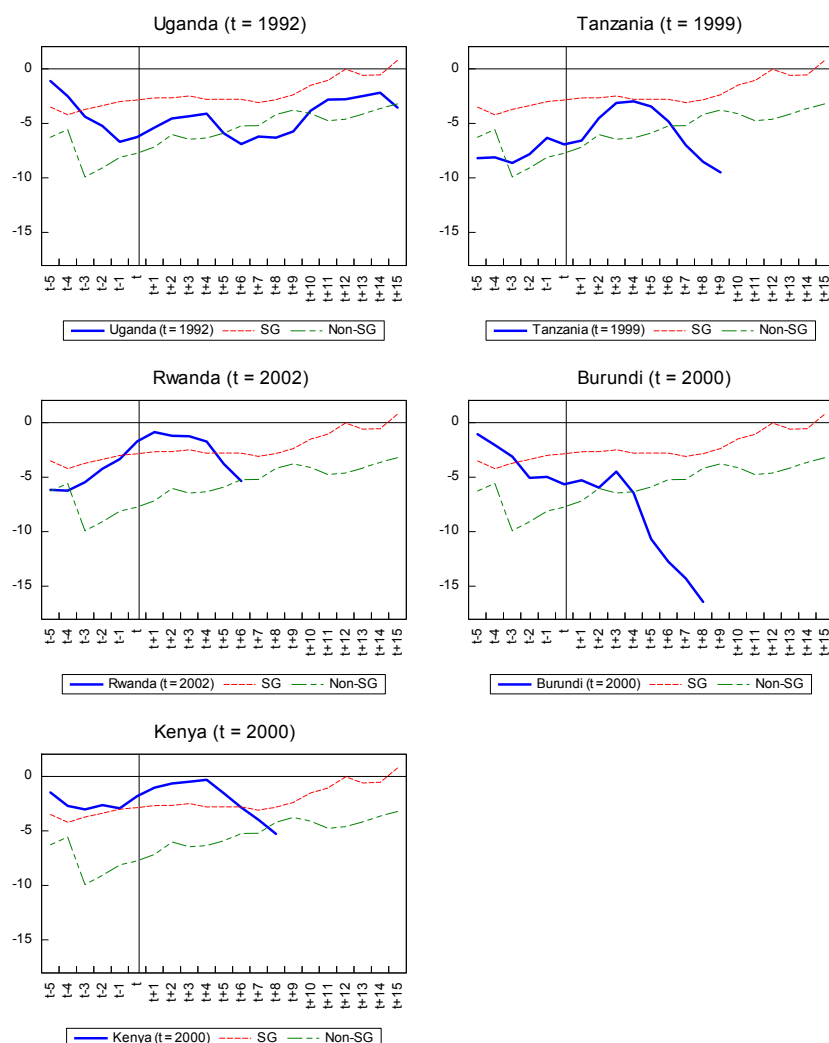 Uganda (t = 1992)
0
-5
-10
-15
t-5 t-4 t-3 t-2 t-1 t t+1 t+2 t+3 t+4 t+5 t+6 t+7 t+8 t+9 t+10 t+11 t+12 t+13 t+14 t+15
Uganda (t = 1992) SG Non-SG
Tanzania (t = 1999)
0
-5
-10
-15
t-5 t-4 t-3 t-2 t-1 t t+1 t+2 t+3 t+4 t+5 t+6 t+7 t+8 t+9 t+10 t+11 t+12 t+13 t+14 t+15
Tanzania (t = 1999) SG Non-SG
Rwanda (t = 2002)
0
-5
-10
-15
t-5 t-4 t-3 t-2 t-1 t t+1 t+2 t+3 t+4 t+5 t+6 t+7 t+8 t+9 t+10 t+11 t+12 t+13 t+14 t+15
Rwanda (t = 2002) SG Non-SG
Burundi (t = 2000)
0
-5
-10
-15
t-5 t-4 t-3 t-2 t-1 t t+1 t+2 t+3 t+4 t+5 t+6 t+7 t+8 t+9 t+10 t+11 t+12 t+13 t+14 t+15
Burundi (t = 2000) SG Non-SG
Kenya (t = 2000)
0
-5
-10
-15
t-5 t-4 t-3 t-2 t-1 t t+1 t+2 t+3 t+4 t+5 t+6 t+7 t+8 t+9 t+10 t+11 t+12 t+13 t+14 t+15
Kenya (t = 2000) SG Non-SG